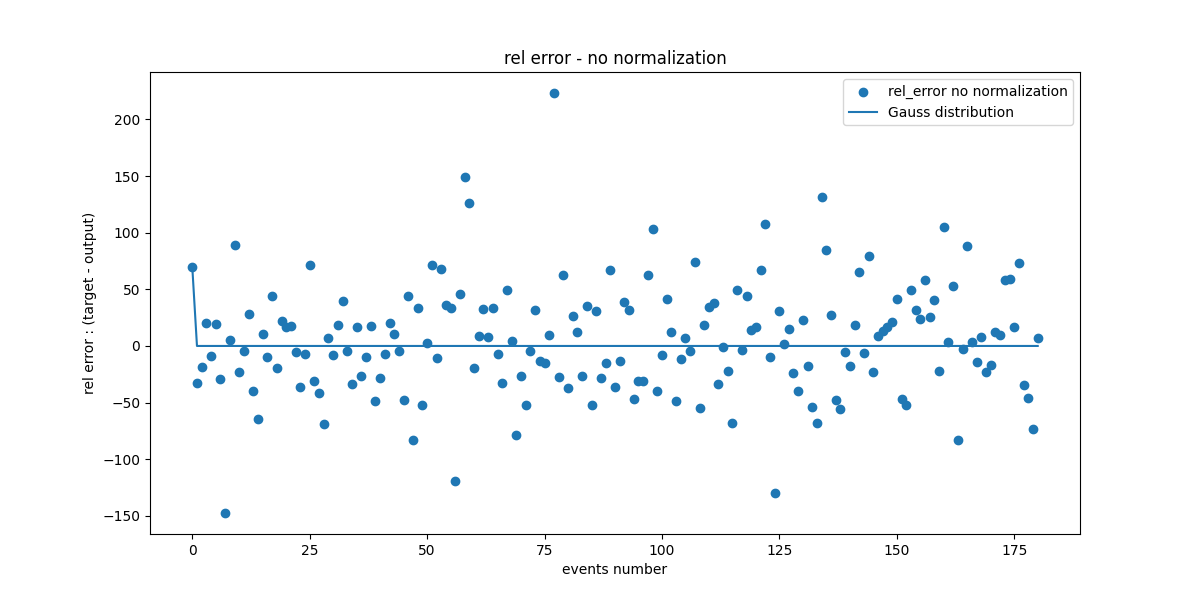 rel error - no normalization
rel_error no normalization
Gauss distribution
rel error : (target - output)
200
150
100
50
0
−50
−100
−150
0 25 50 75 100 125 150 175
events number